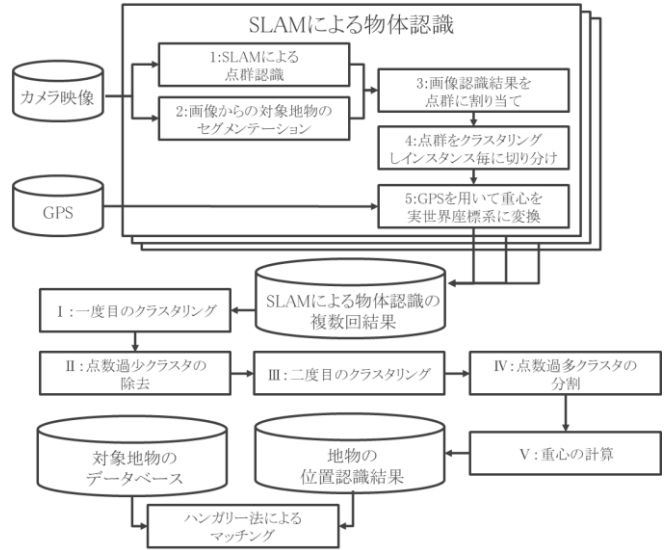 SLAMによる物体認識
カメラ映像
1:SLAMによる
点群認識
2:画像からの対象地物の
セグメンテーション
3:画像認識結果を
点群に割り当て
4:点群をクラスタリング
しインスタンス毎に切り分け
GPS
5:GPSを用いて重心を
実世界座標系に変換
SLAMによる物体認識の
複数回結果
Ⅰ:一度目のクラスタリング
Ⅱ:点数過少クラスタの
除去
Ⅲ:二度目のクラスタリング
Ⅳ:点数過多クラスタの
分割
Ⅴ:重心の計算
地物の
位置認識結果
対象地物の
データベース
ハンガリー法による
マッチング